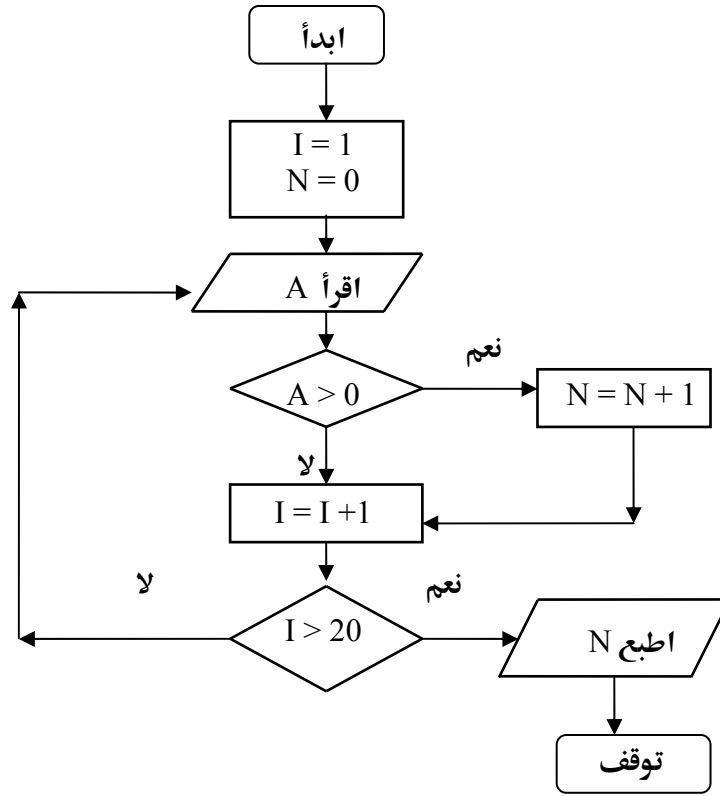 ابدأ
I = 1
N = 0
اقرأ A
نعم
A > 0
N = N + 1
لا
I = I +1
لا
نعم
I > 20
اطبع N
توقف